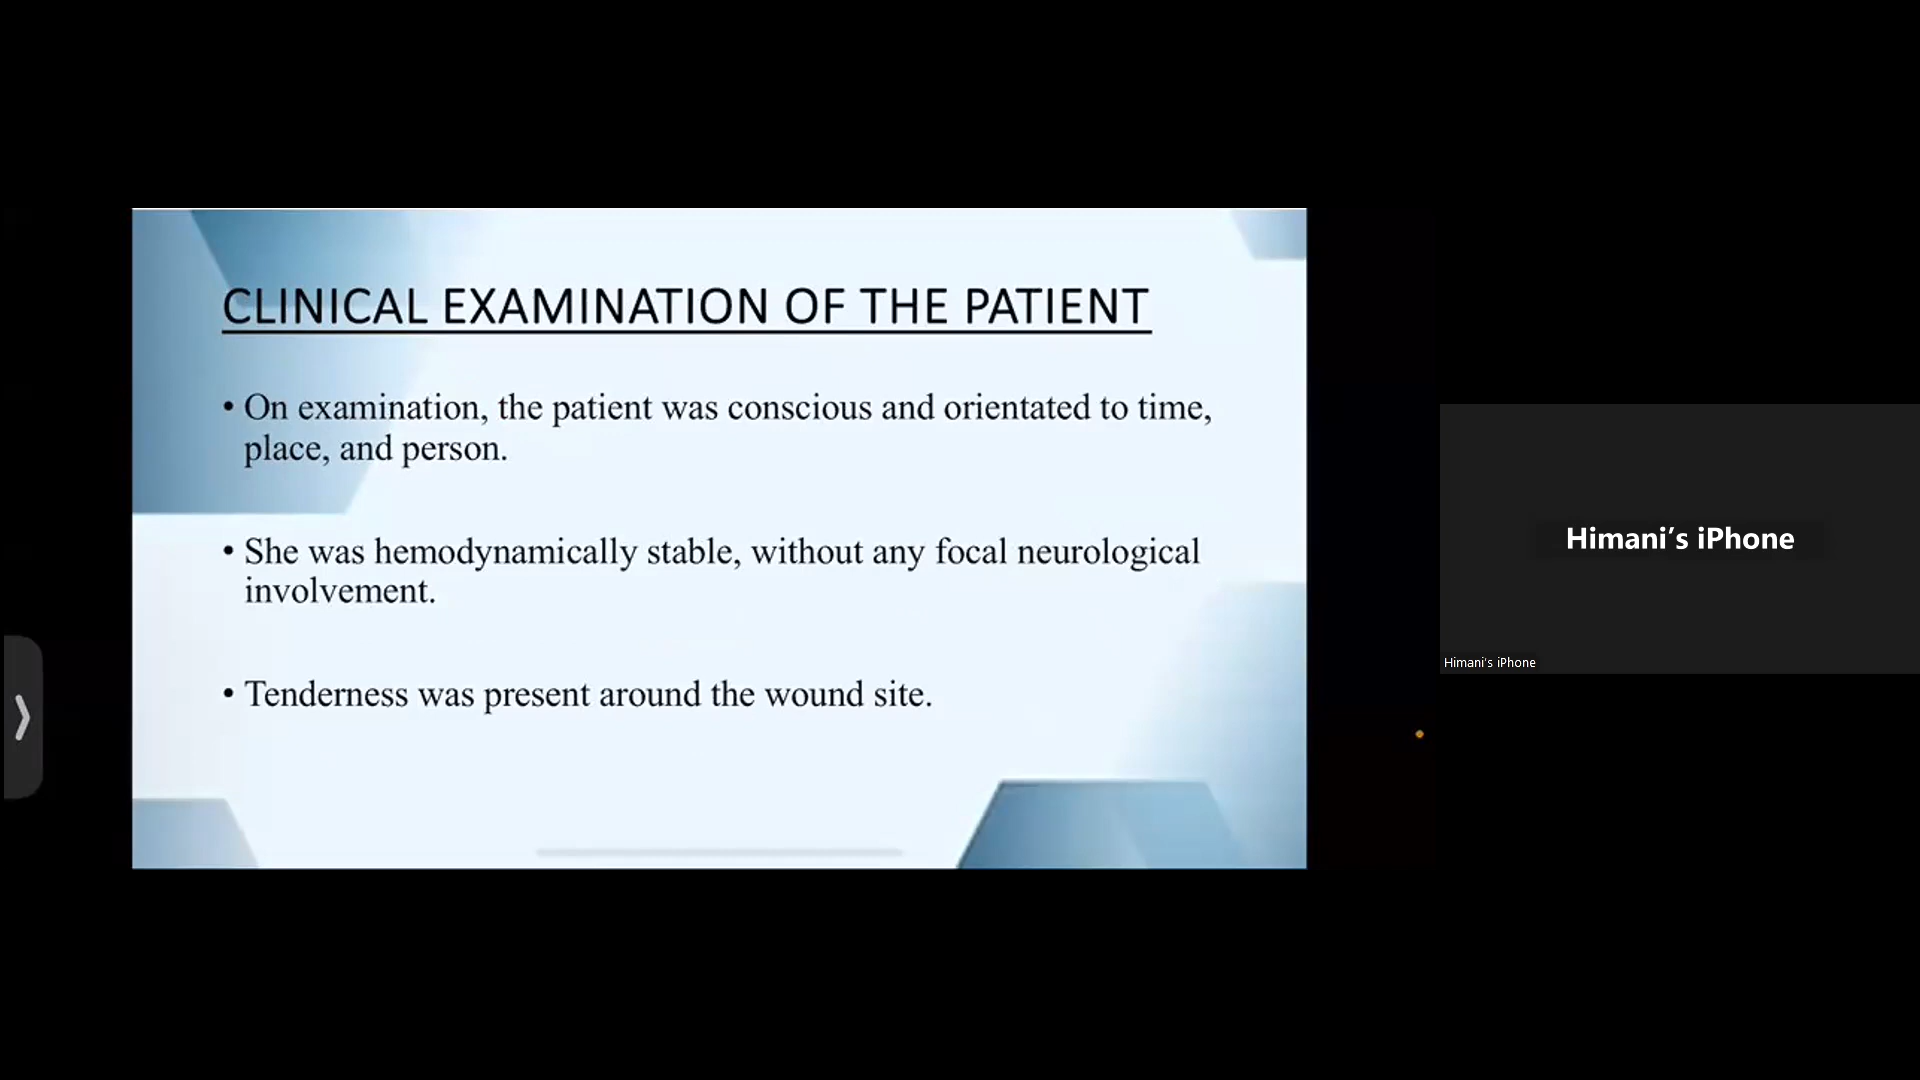 CLINICAL EXAMINATION OF THE PATIENT
• On examination, the patient was conscious and orientated to time,
place, and person.
• She was hemodynamically stable, without any focal neurological
involvement.
• Tenderness was present around the wound site.
Himani’s iPhone
Himani's iPhone